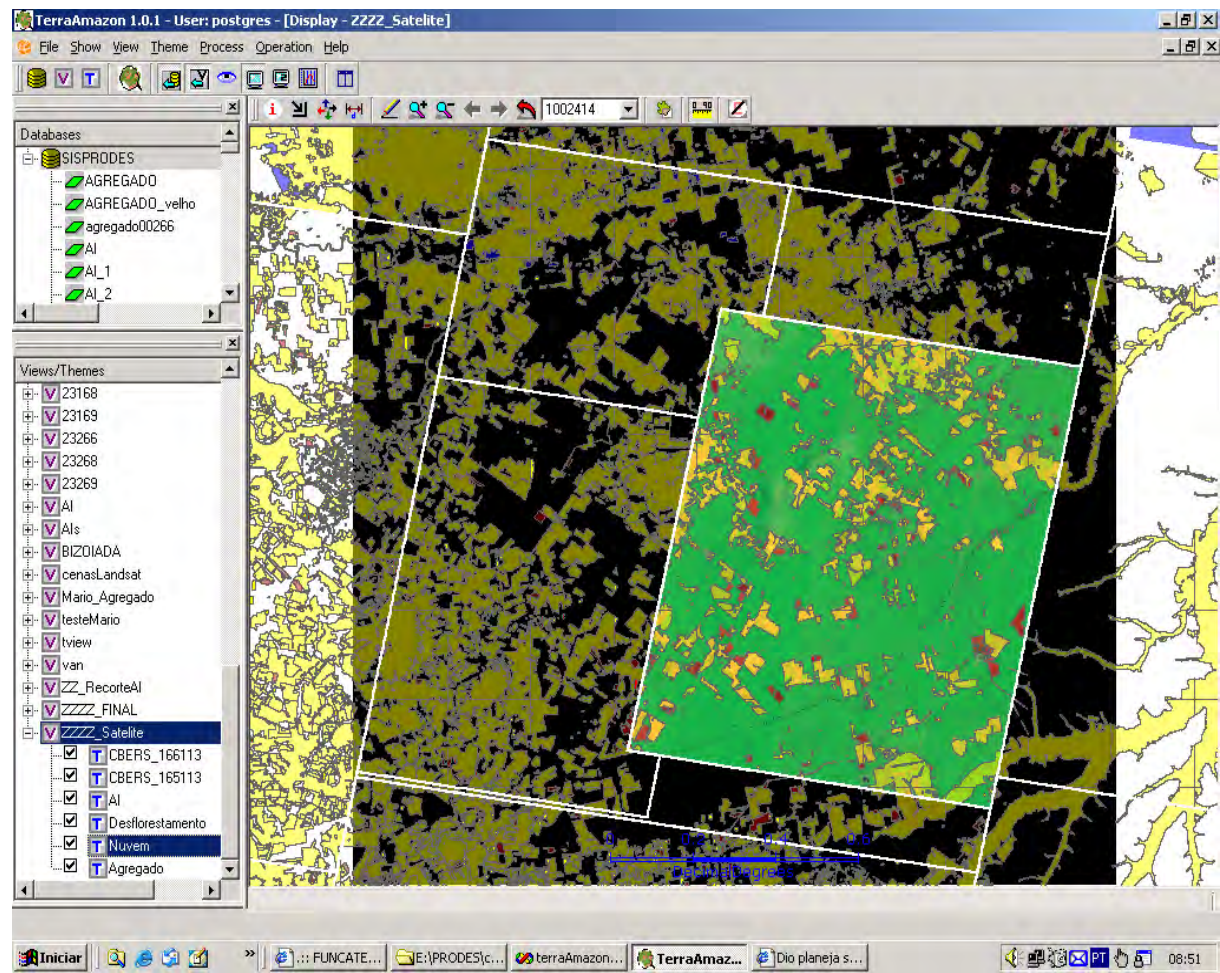 TerraAmazon 1.0.1 - User: postgres - [Display - ZZZZ_Satelite]
File Show View Theme Process Operation Help
1002414
Databases
SISPRODES
AGREGADO
AGREGADO_velho
agregado00266
AI
AI_1
AI_2
Views/Themes
23168
23169
23266
23268
23269
AI
AIs
BIZOIADA
cenasLandsat
Mario_Agregado
testeMario
tview
van
ZZ_RecorteAI
ZZZZ_FINAL
ZZZZ_Satelite
CBERS_166113
CBERS_165113
AI
Desflorestamento
Nuvem
Agregado
DecimalDegrees
Iniciar
.:: FUNCATE...
E:\PRODES\c...
terraAmazon...
TerraAmaz...
Dio planeja s...
PT
08:51